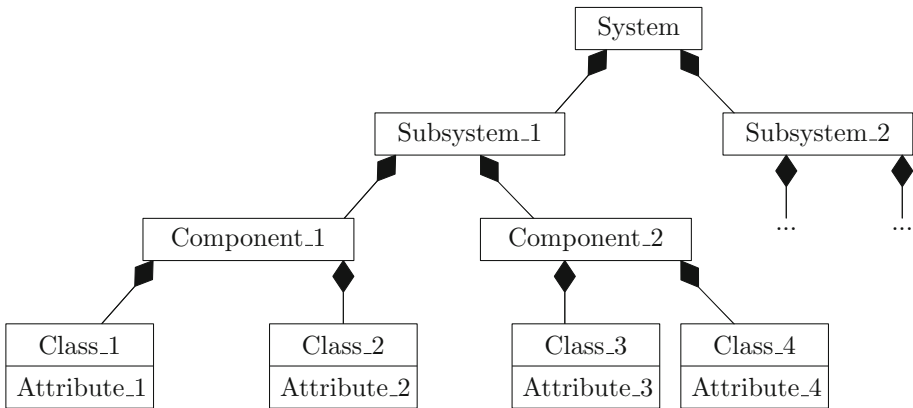 System
Subsystem_1
Subsystem_2
... ...
Component_1
Component_2
Class_1
Attribute_1
Class_2
Attribute_2
Class_3
Attribute_3
Class_4
Attribute_4